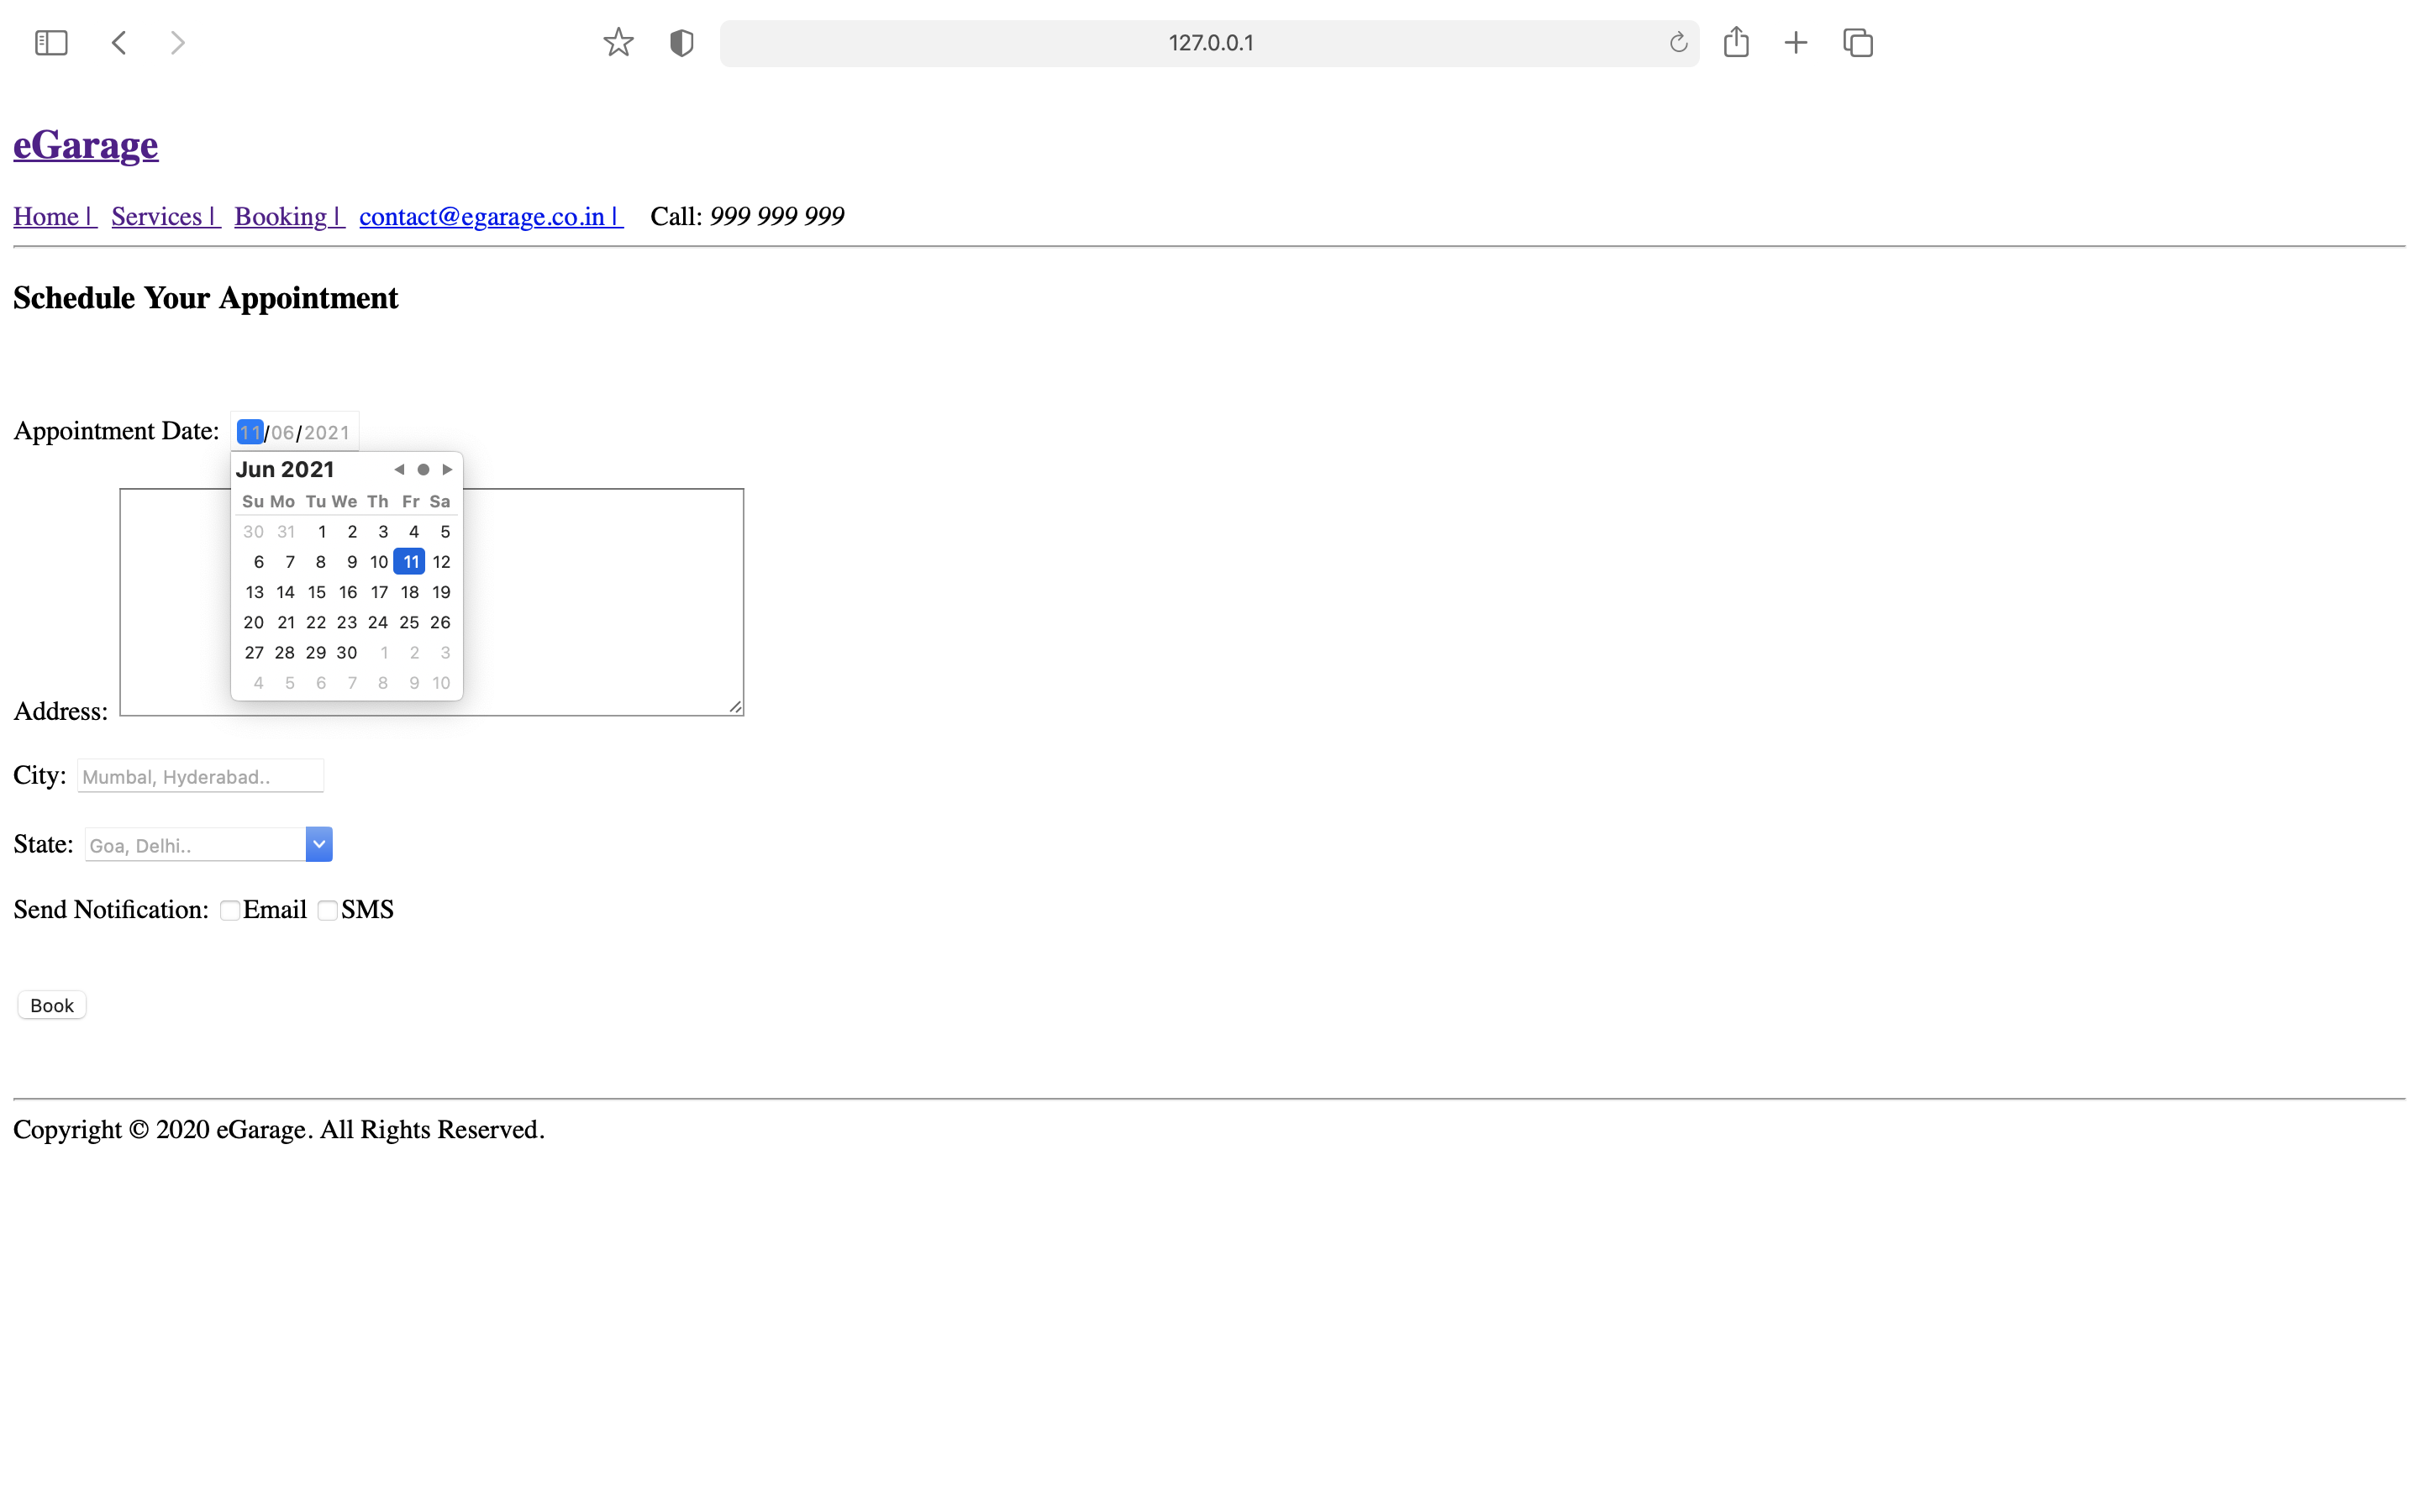 127.0.0.1
eGarage
Home | Services | Booking | contact@egarage.co.in | Call: 999 999 999
Schedule Your Appointment
Appointment Date: 11/06/2021
Jun 2021
Su Mo Tu We Th Fr Sa
30 31 1 2 3 4 5
6 7 8 9 10 11 12
13 14 15 16 17 18 19
20 21 22 23 24 25 26
27 28 29 30 1 2 3
4 5 6 7 8 9 10
Address:
City: Mumbal, Hyderabad..
State: Goa, Delhi..
Send Notification: Email SMS
Book
Copyright © 2020 eGarage. All Rights Reserved.